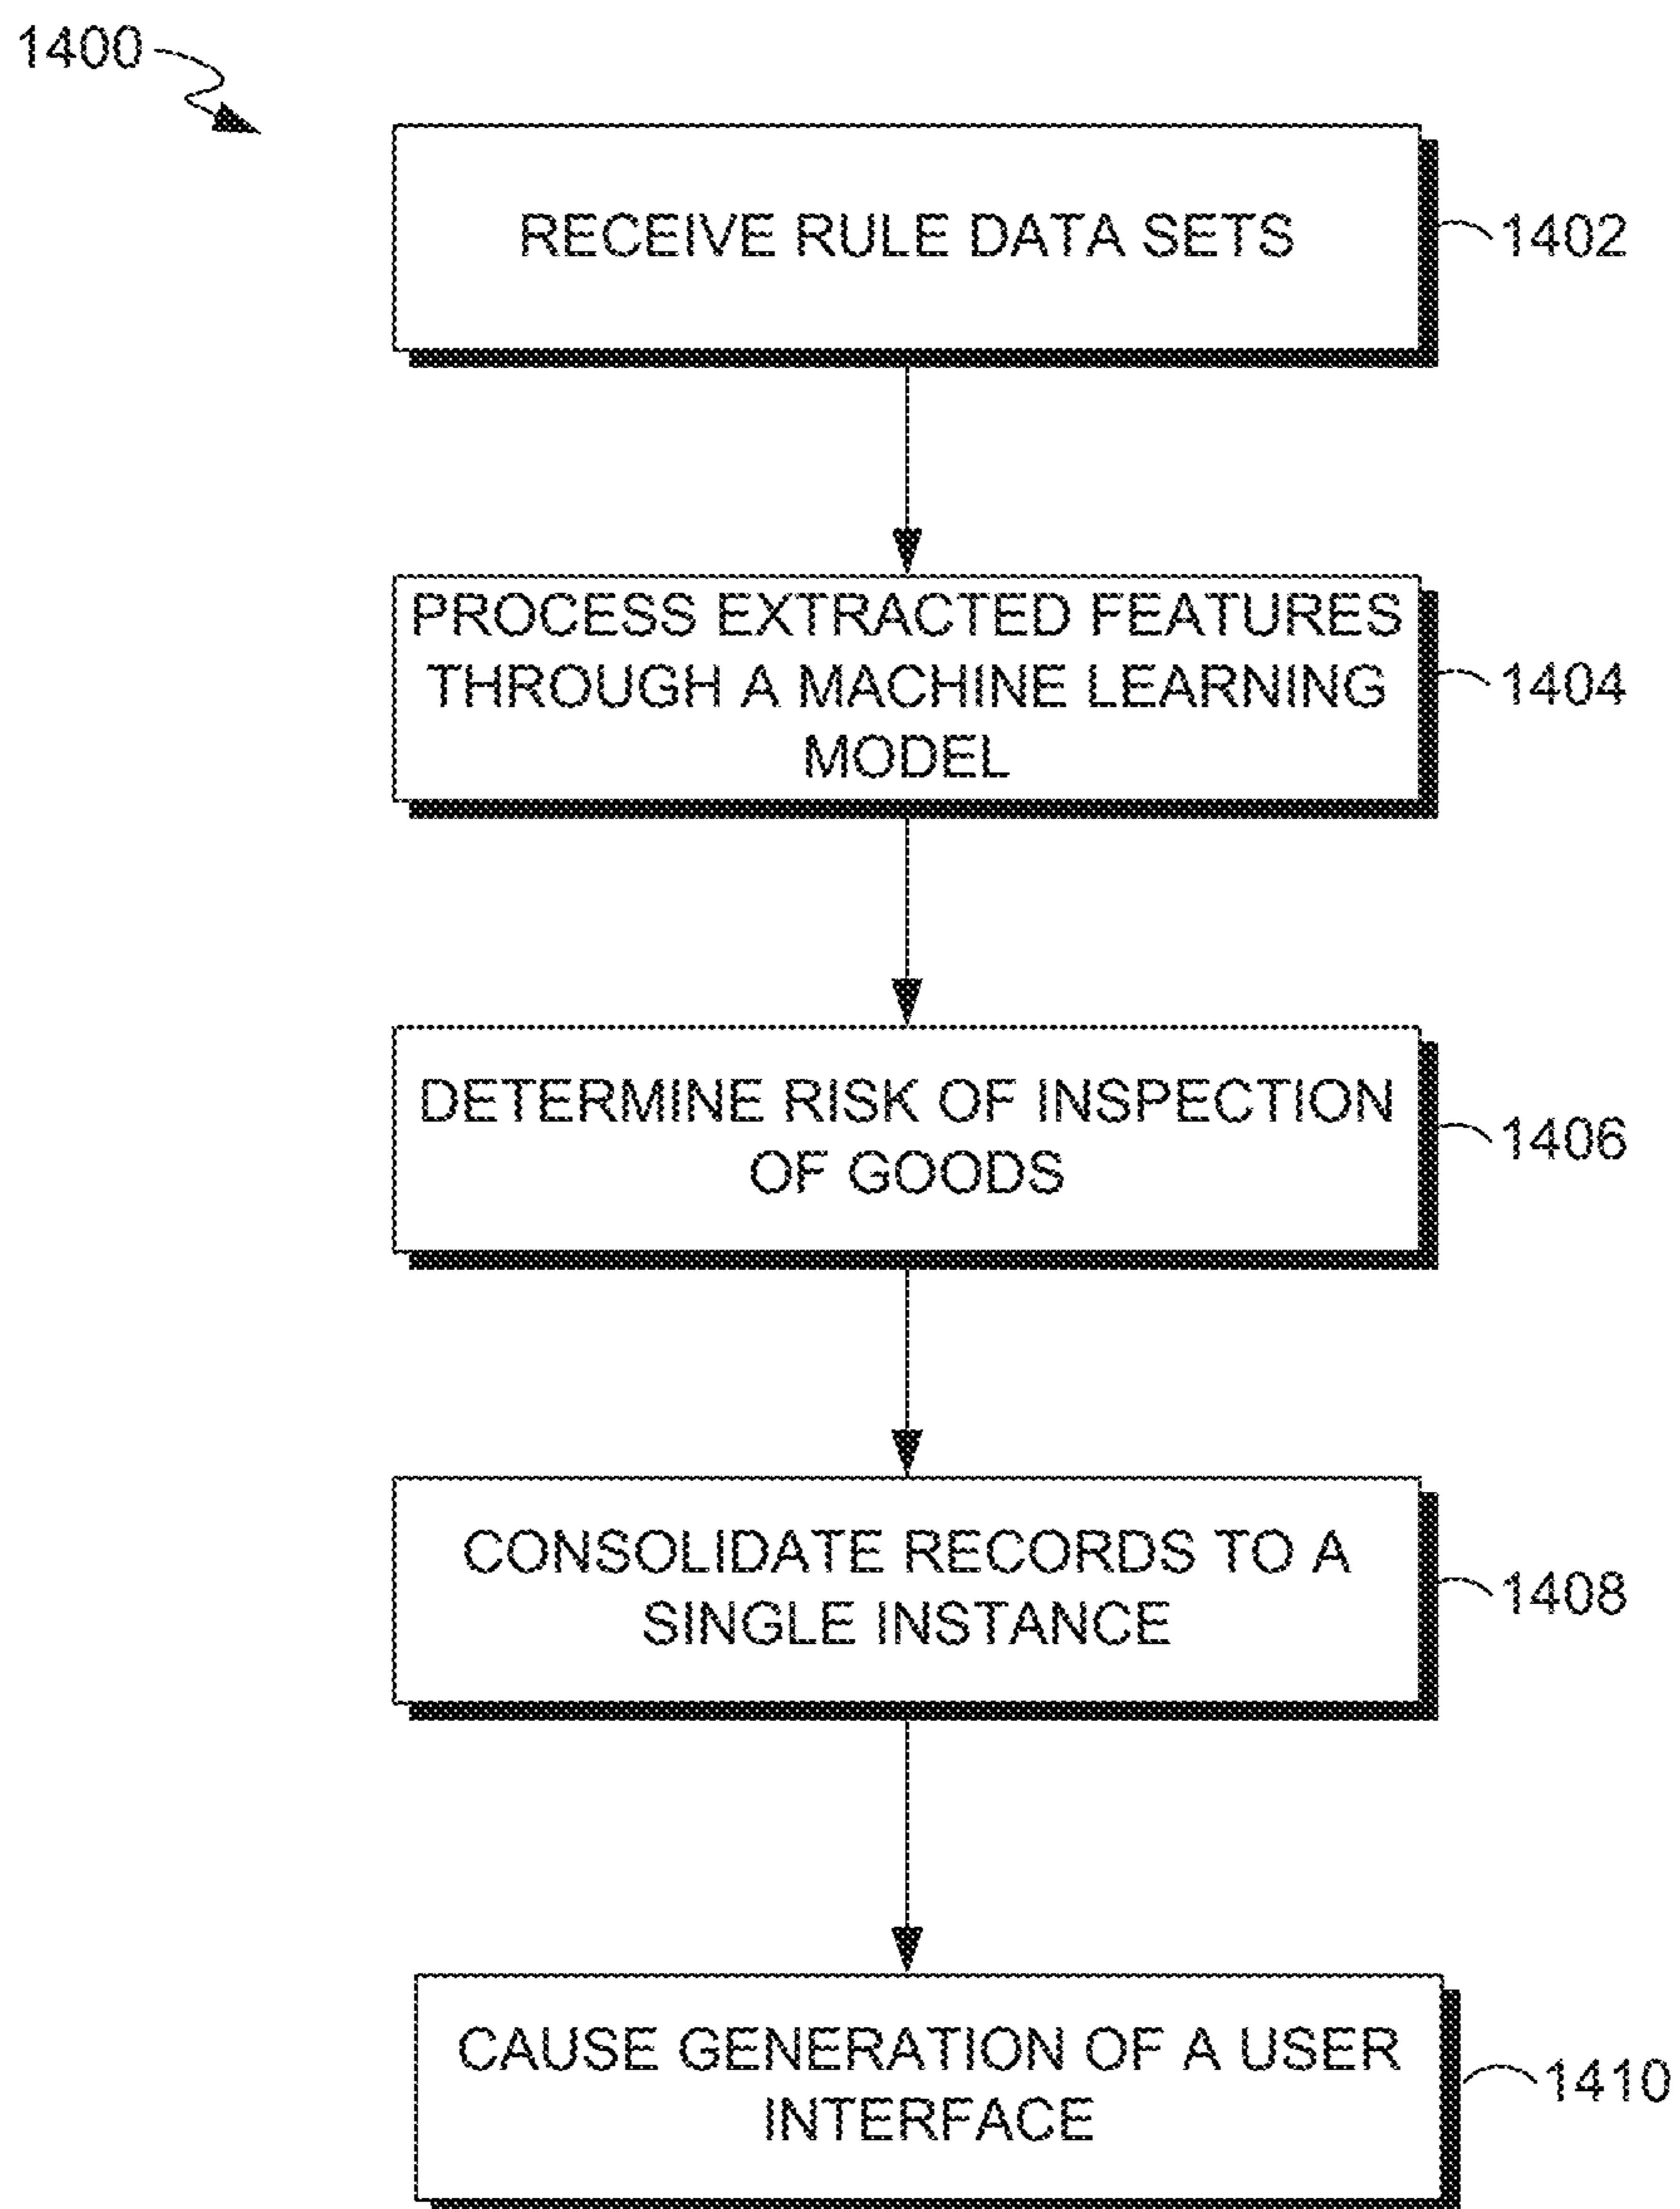 1400
RECEIVE RULE DATA SETS
1402
PROCESS EXTRACTED FEATURES
THROUGH A MACHINE LEARNING
MODEL
1404
DETERMINE RISK OF INSPECTION
OF GOODS
1406
CONSOLIDATE RECORDS TO A
SINGLE INSTANCE
1408
CAUSE GENERATION OF A USER
INTERFACE
1410